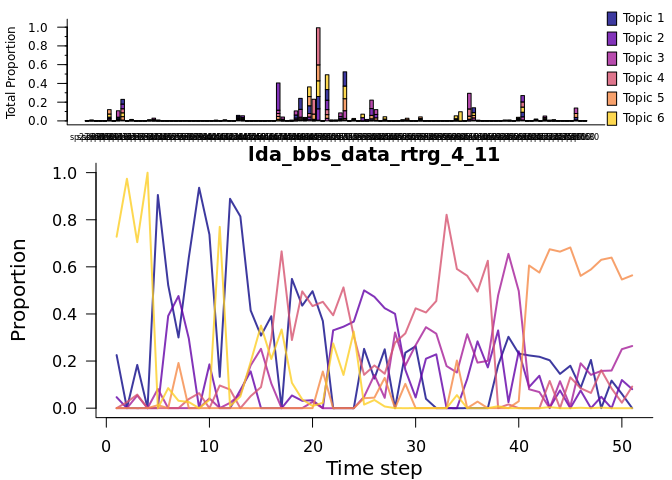 Total Proportion
1.0
0.8
0.6
0.4
0.2
0.0
Topic 1
Topic 2
Topic 3
Topic 4
Topic 5
Topic 6
lda_bbs_data_rtrg_4_11
Proportion
1.0
0.8
0.6
0.4
0.2
0.0
0 10 20 30 40 50
Time step